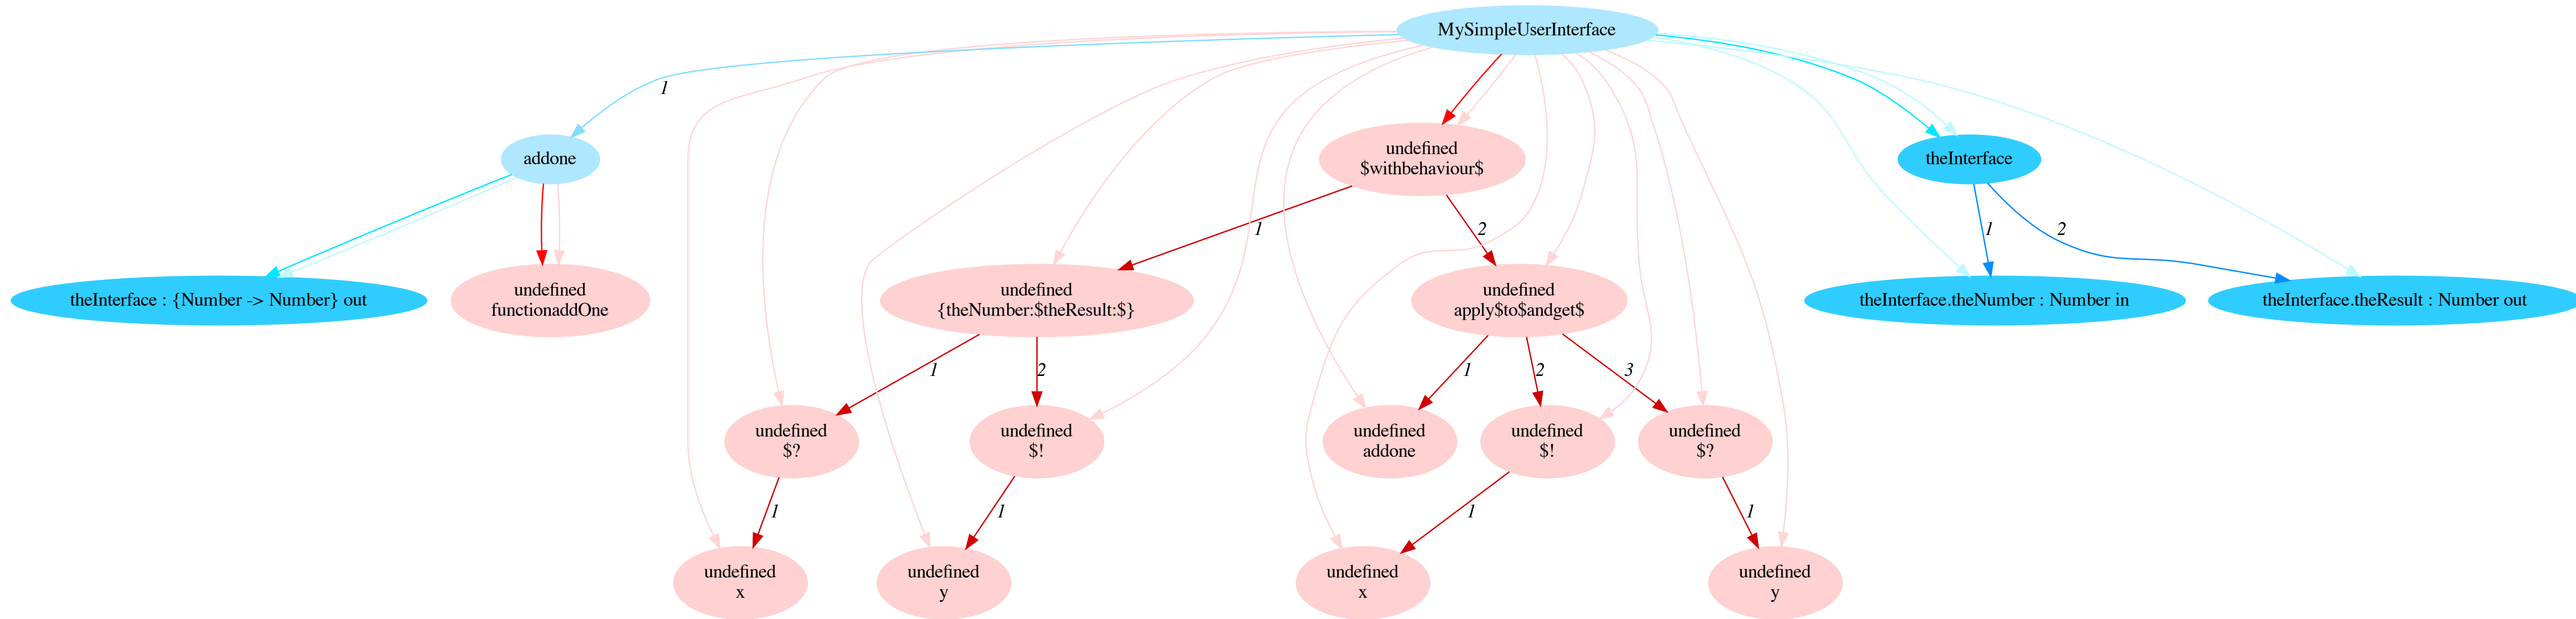 MySimpleUserInterface
1
addone
undefined
$withbehaviour$
theInterface
1
2
1
2
theInterface : {Number -> Number} out
undefined
functionaddOne
undefined
{theNumber:$theResult:$}
undefined
apply$to$andget$
theInterface.theNumber : Number in
theInterface.theResult : Number out
1
2
1
2
3
undefined
$?
undefined
$!
undefined
addone
undefined
$!
undefined
$?
1
1
1
1
undefined
x
undefined
y
undefined
x
undefined
y